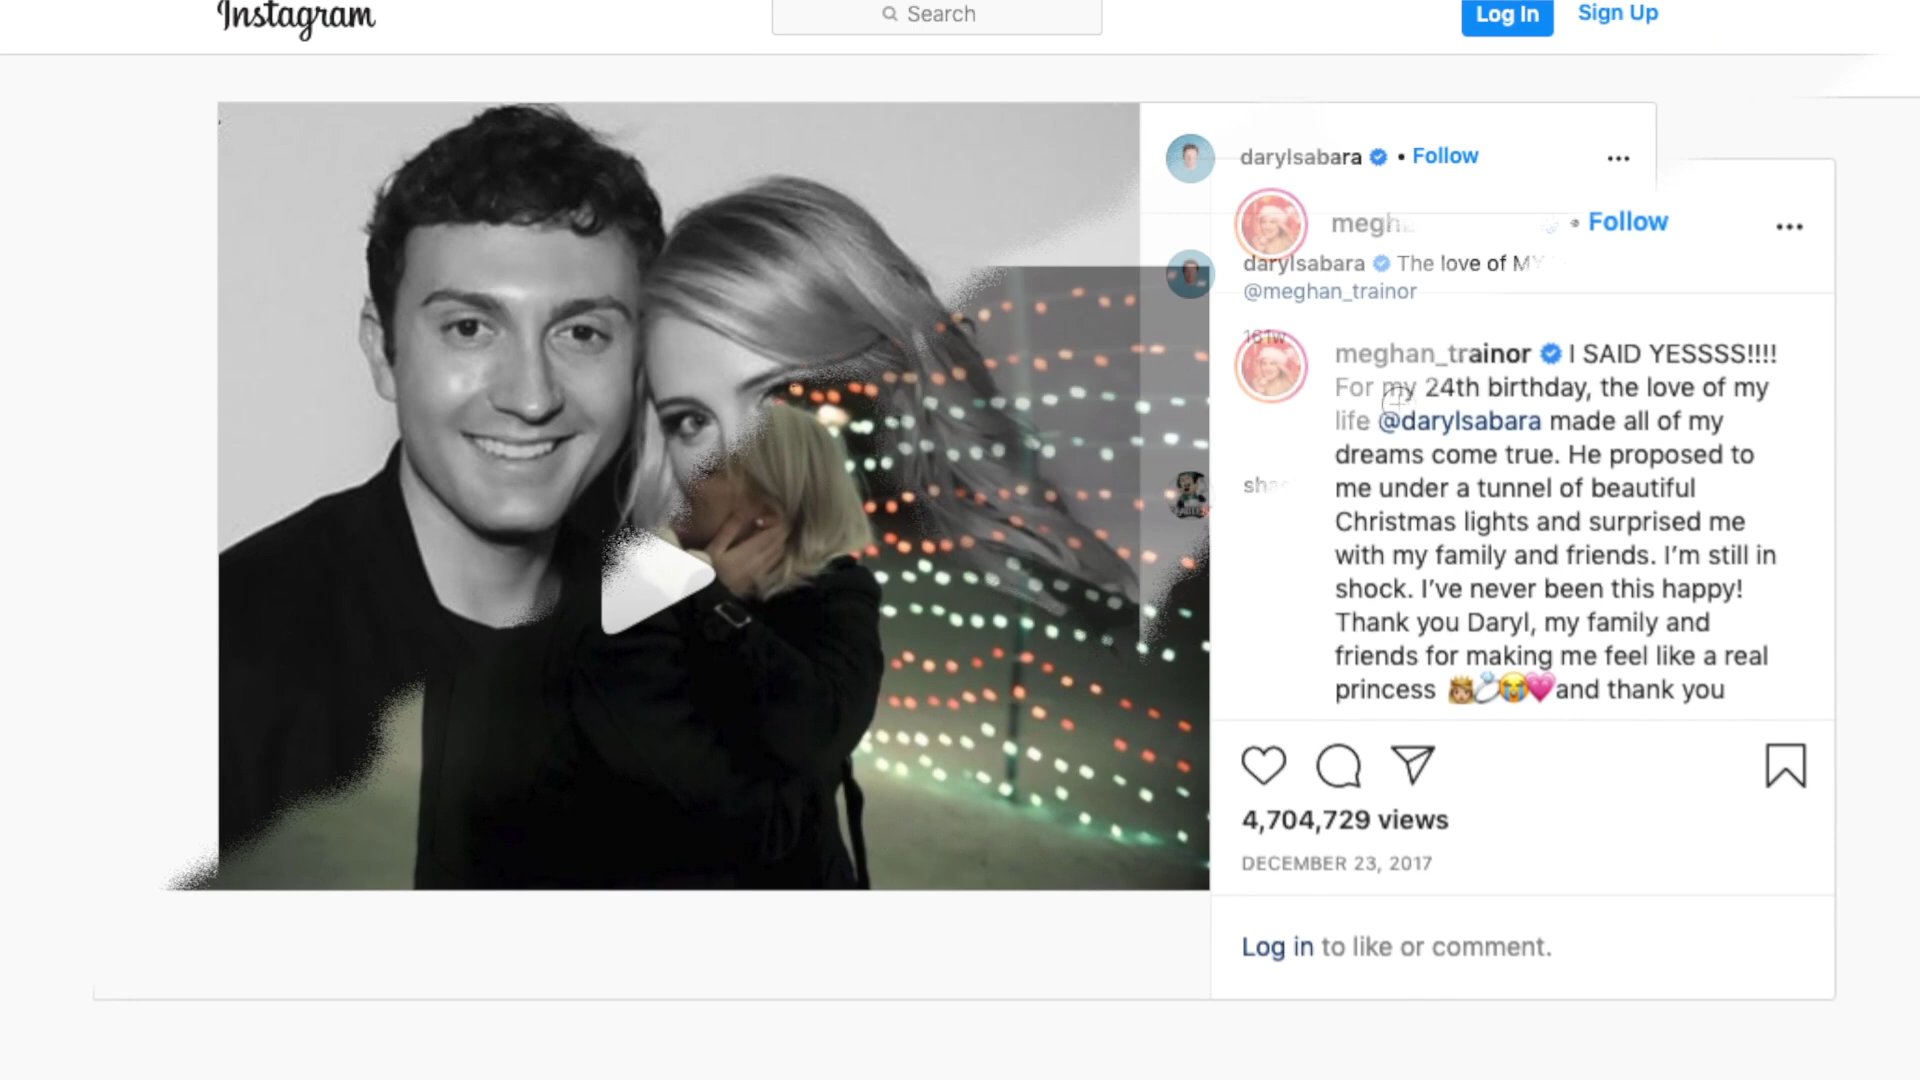 Instagram
Search
Log In
Sign Up
darylsabara • Follow
• Follow
darylsabara The love of MY
@meghan_trainor
161w
meghan_trainor I SAID YESSSS!!!!
For my 24th birthday, the love of my
life @darylsabara made all of my
dreams come true. He proposed to
me under a tunnel of beautiful
Christmas lights and surprised me
with my family and friends. I’m still in
shock. I’ve never been this happy!
Thank you Daryl, my family and
friends for making me feel like a real
princess 👸🏼💍😭💗and thank you
4,704,729 views
DECEMBER 23, 2017
Log in to like or comment.